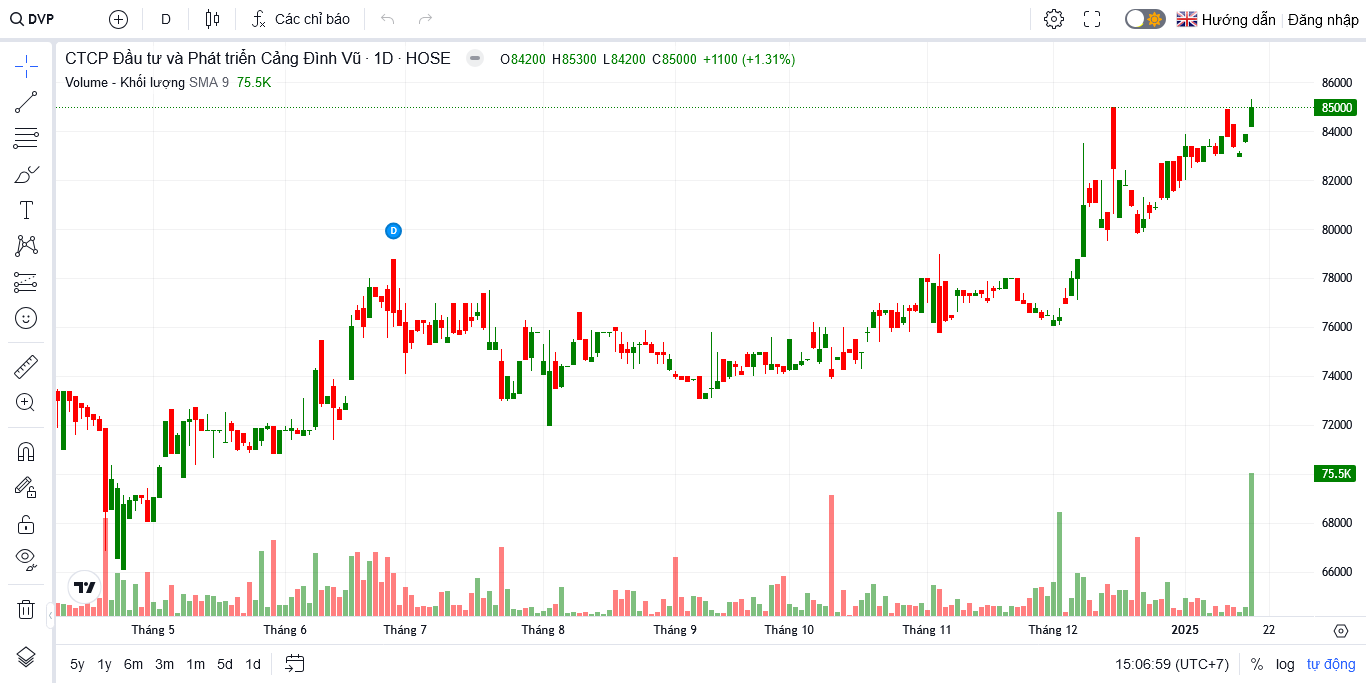 DVP D Các chỉ báo Hướng dẫn Đăng nhập
CTCP Đầu tư và Phát triển Cảng Đình Vũ · 1D · HOSE O84200 H85300 L84200 C85000 +1100 (+1.31%)
Volume - Khối lượng SMA 9 75.5K
86000
85000
84000
82000
80000
D
78000
76000
74000
72000
75.5K
68000
66000
Tháng 5 Tháng 6 Tháng 7 Tháng 8 Tháng 9 Tháng 10 Tháng 11 Tháng 12 2025 22
5y 1y 6m 3m 1m 5d 1d 15:06:59 (UTC+7) % log tự động